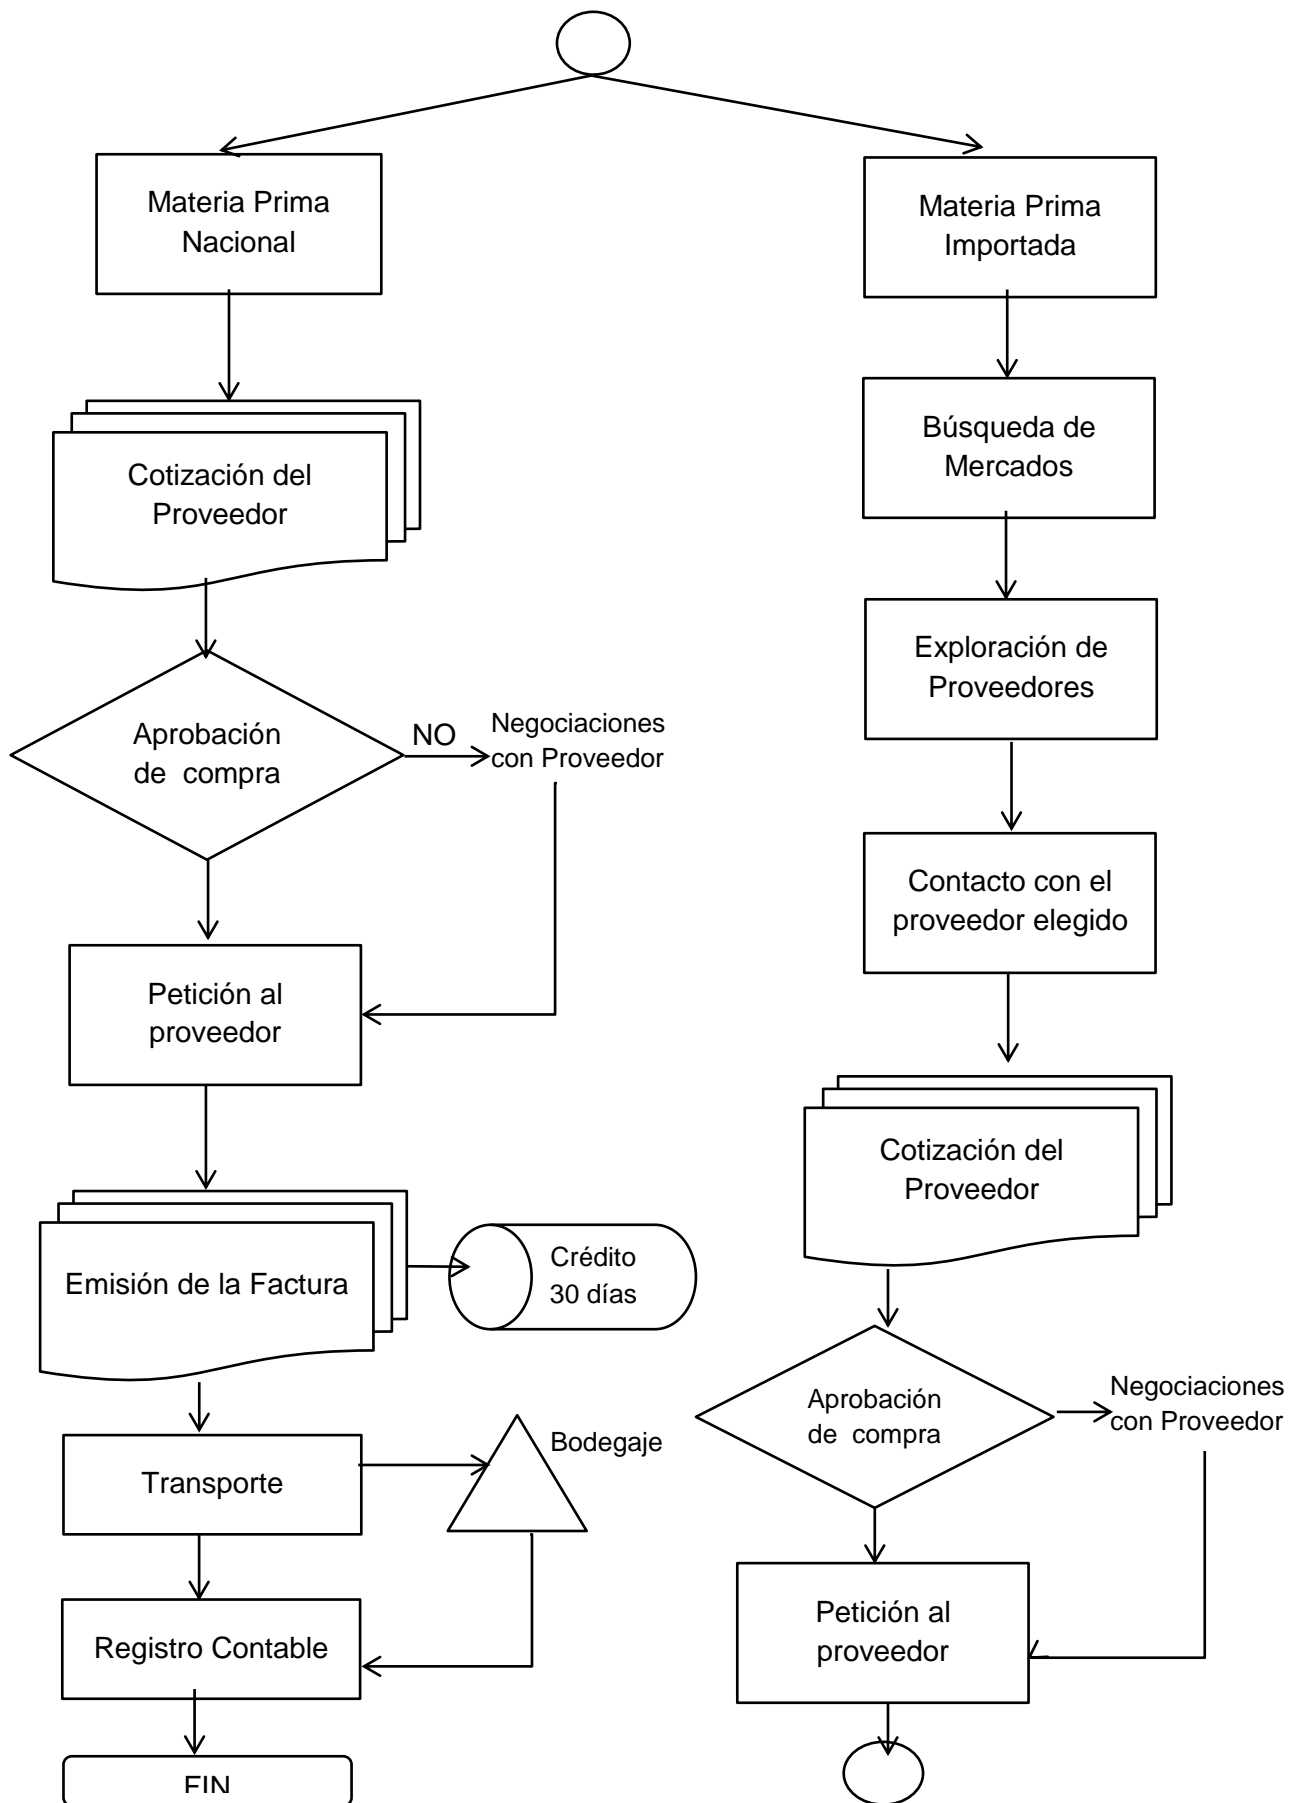 Materia Prima
Nacional
Cotización del
Proveedor
Aprobación
de compra
NO
Negociaciones
con Proveedor
Petición al
proveedor
Emisión de la Factura
Crédito
30 días
Transporte
Bodegaje
Registro Contable
FIN
Materia Prima
Importada
Búsqueda de
Mercados
Exploración de
Proveedores
Contacto con el
proveedor elegido
Cotización del
Proveedor
Aprobación
de compra
Negociaciones
con Proveedor
Petición al
proveedor